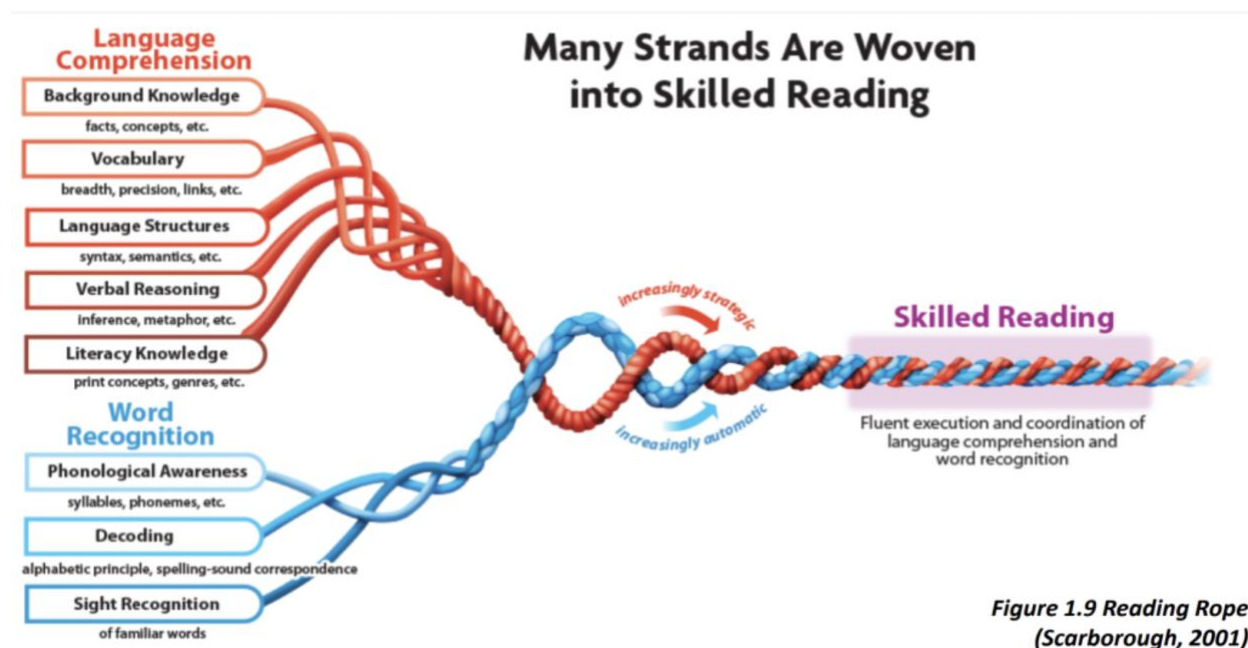 Many Strands Are Woven
into Skilled Reading
Language
Comprehension
Background Knowledge
facts, concepts, etc.
Vocabulary
breadth, precision, links, etc.
Language Structures
syntax, semantics, etc.
Verbal Reasoning
inference, metaphor, etc.
Literacy Knowledge
print concepts, genres, etc.
Word
Recognition
Phonological Awareness
syllables, phonemes, etc.
Decoding
alphabetic principle, spelling-sound correspondence
Sight Recognition
of familiar words
increasingly strategic
increasingly automatic
Skilled Reading
Fluent execution and coordination of
language comprehension and
word recognition
Figure 1.9 Reading Rope
(Scarborough, 2001)